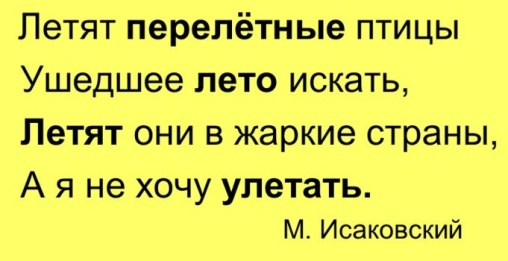 Летят перелётные птицы
Ушедшее лето искать,
Летят они в жаркие страны,
А я не хочу улетать.
М. Исаковский